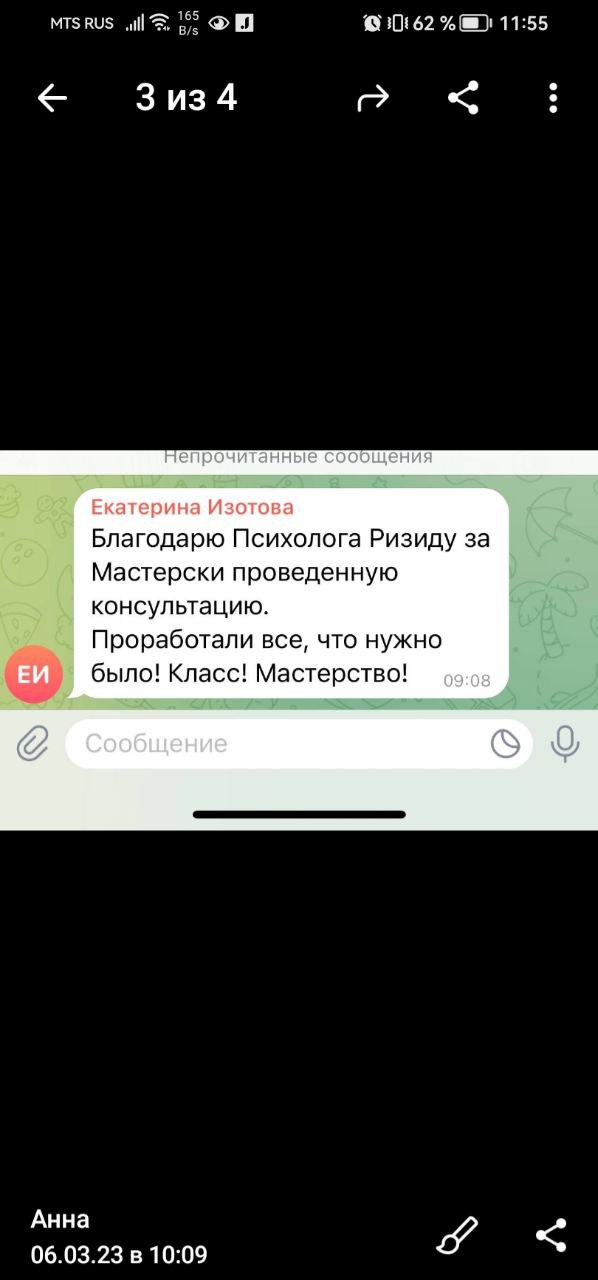 MTS RUS 165 B/s 62 % 11:55
3 из 4
Непрочитанные сообщения
Екатерина Изотова
Благодарю Психолога Ризиду за
Мастерски проведенную
консультацию.
Проработали все, что нужно
было! Класс! Мастерство!
09:08
ЕИ
Сообщение
Анна
06.03.23 в 10:09